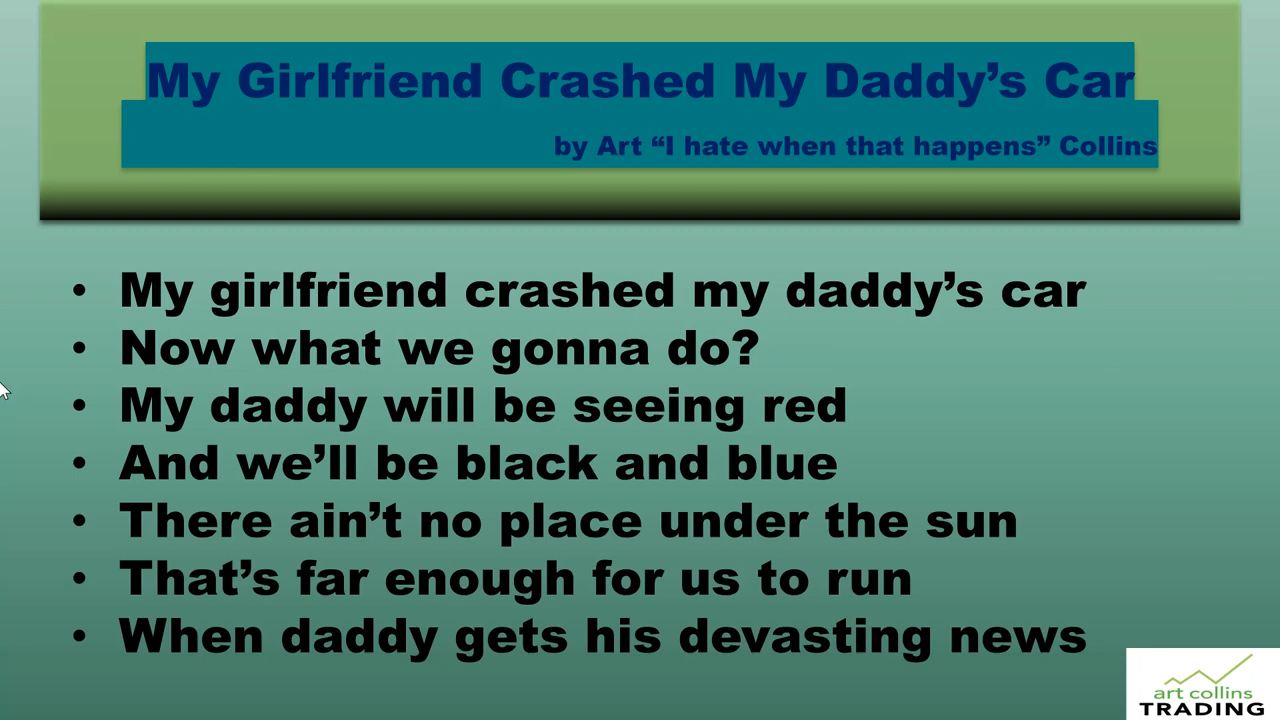 My Girlfriend Crashed My Daddy’s Car
by Art “I hate when that happens” Collins
• My girlfriend crashed my daddy’s car
• Now what we gonna do?
• My daddy will be seeing red
• And we’ll be black and blue
• There ain’t no place under the sun
• That’s far enough for us to run
• When daddy gets his devasting news
art collins
TRADING